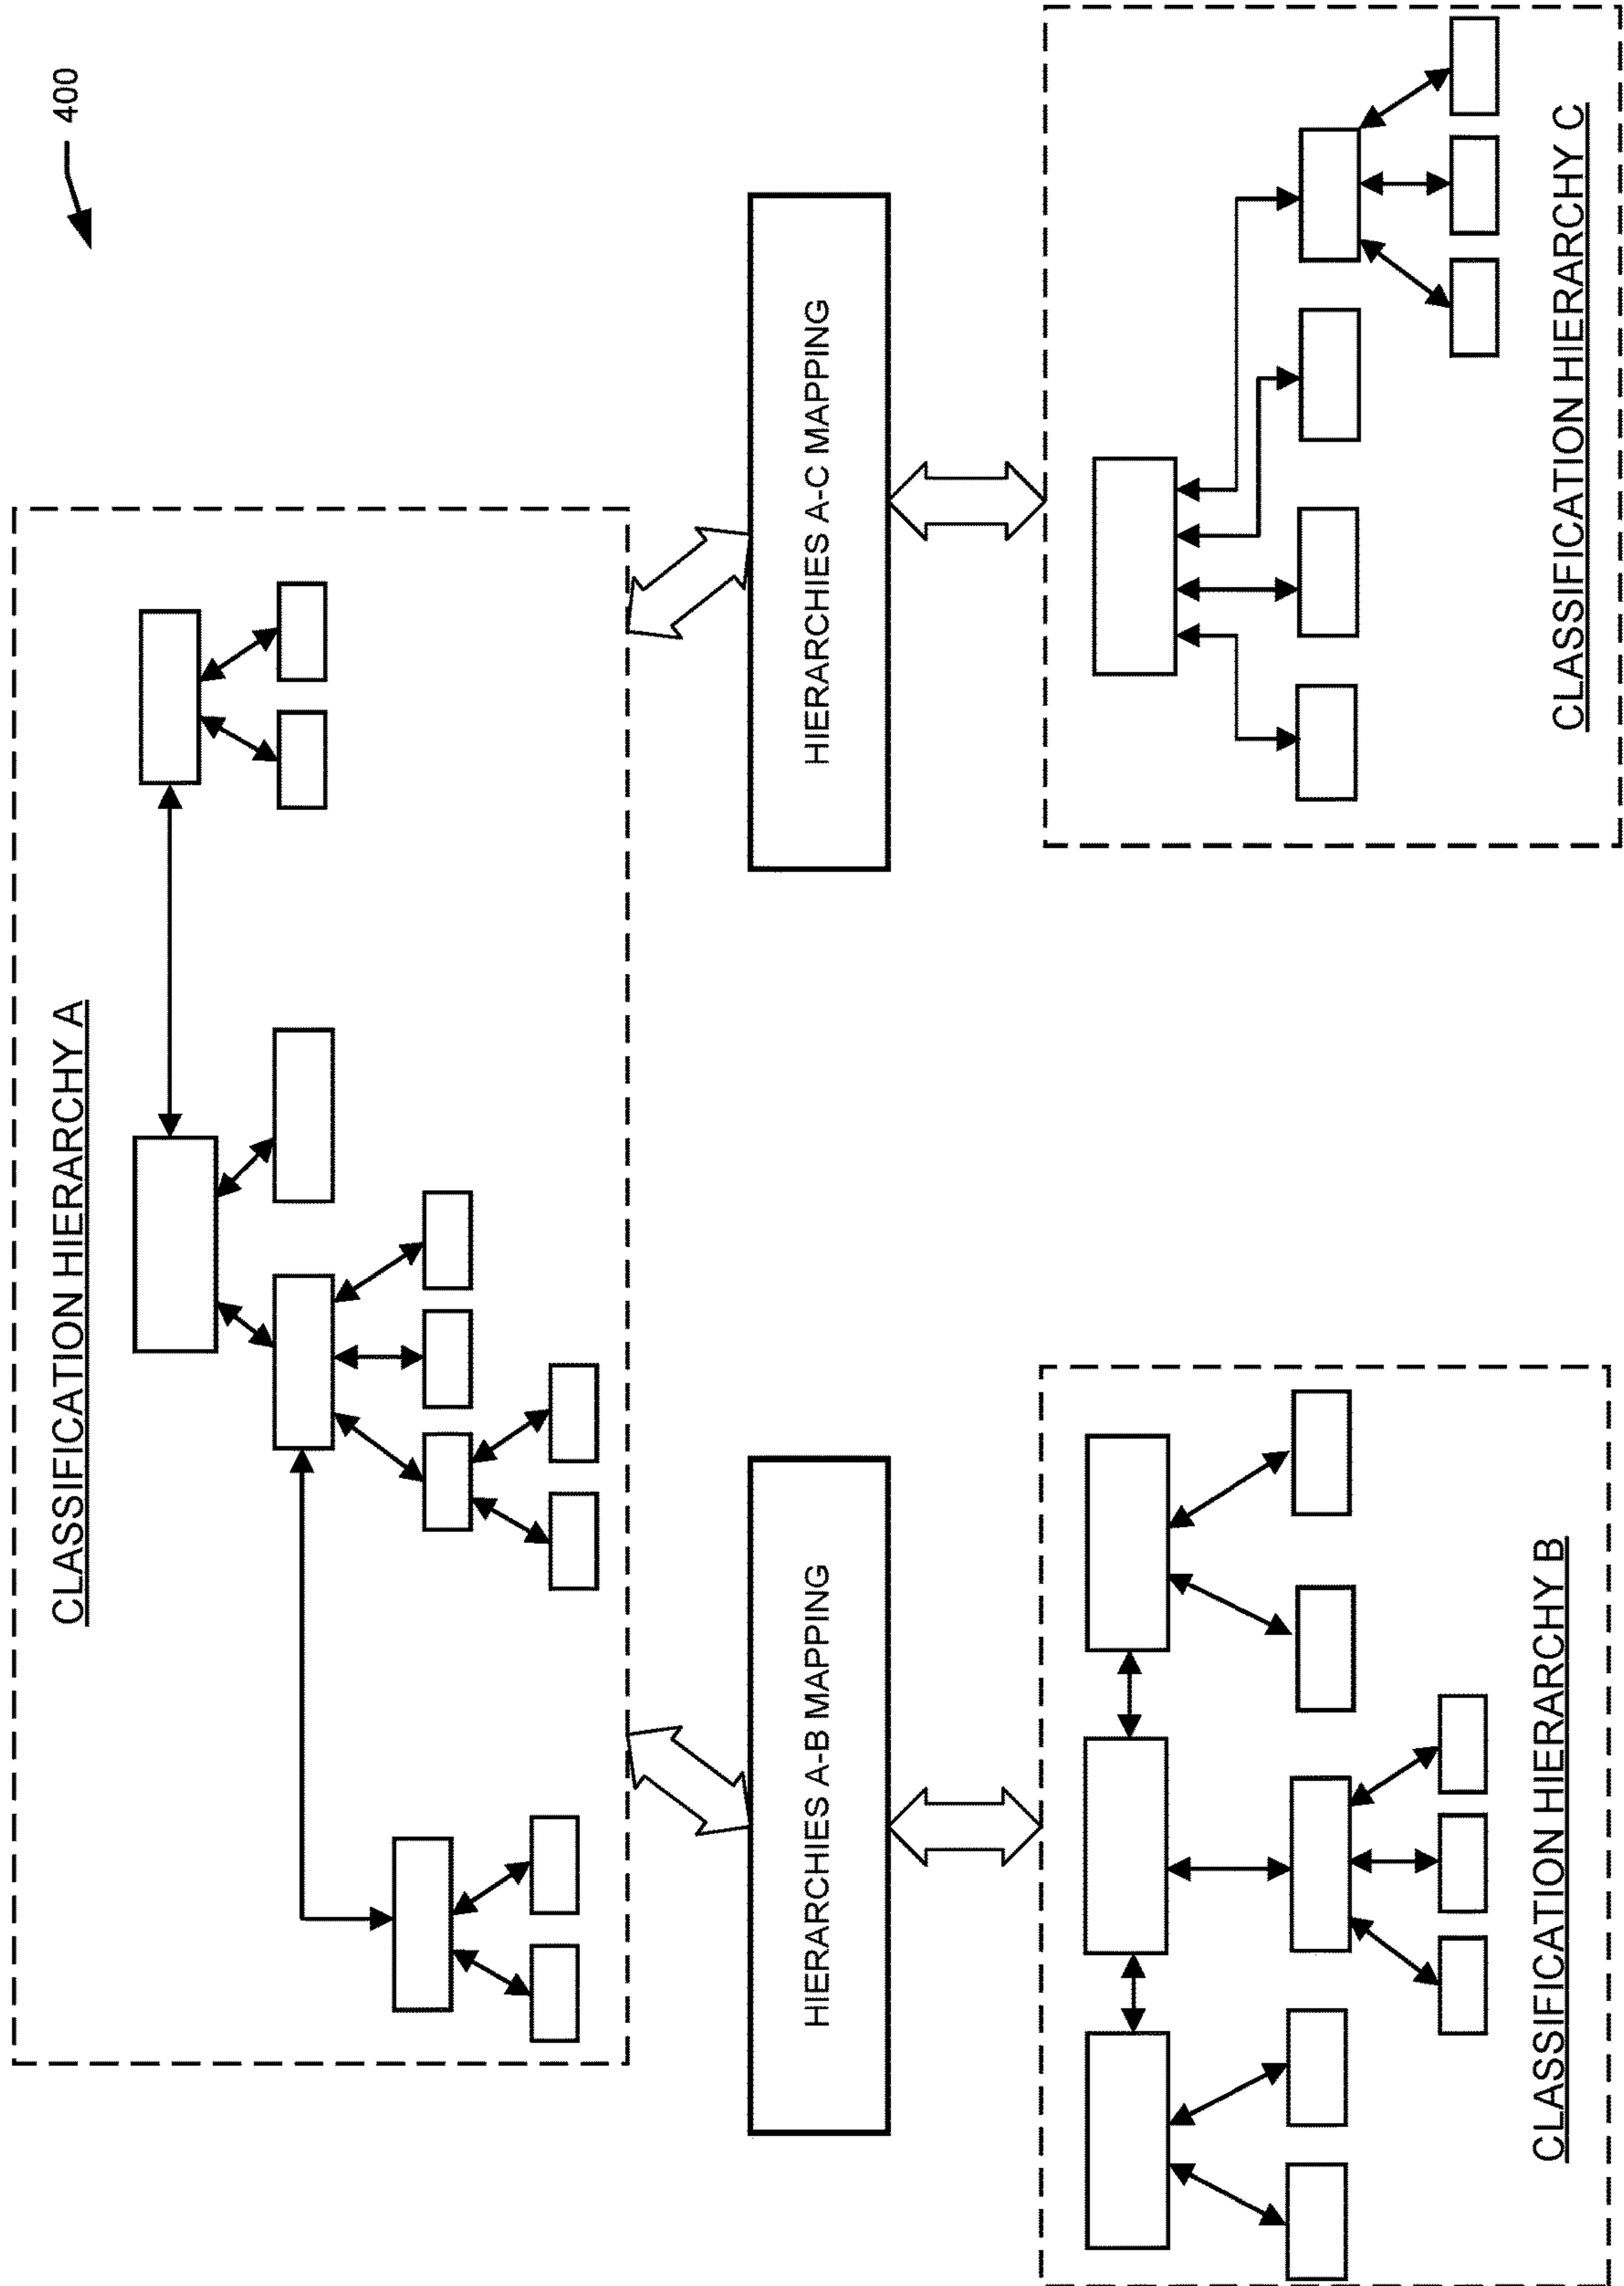 400
CLASSIFICATION HIERARCHY A
HIERARCHIES A-B MAPPING
HIERARCHIES A-C MAPPING
CLASSIFICATION HIERARCHY B
CLASSIFICATION HIERARCHY C